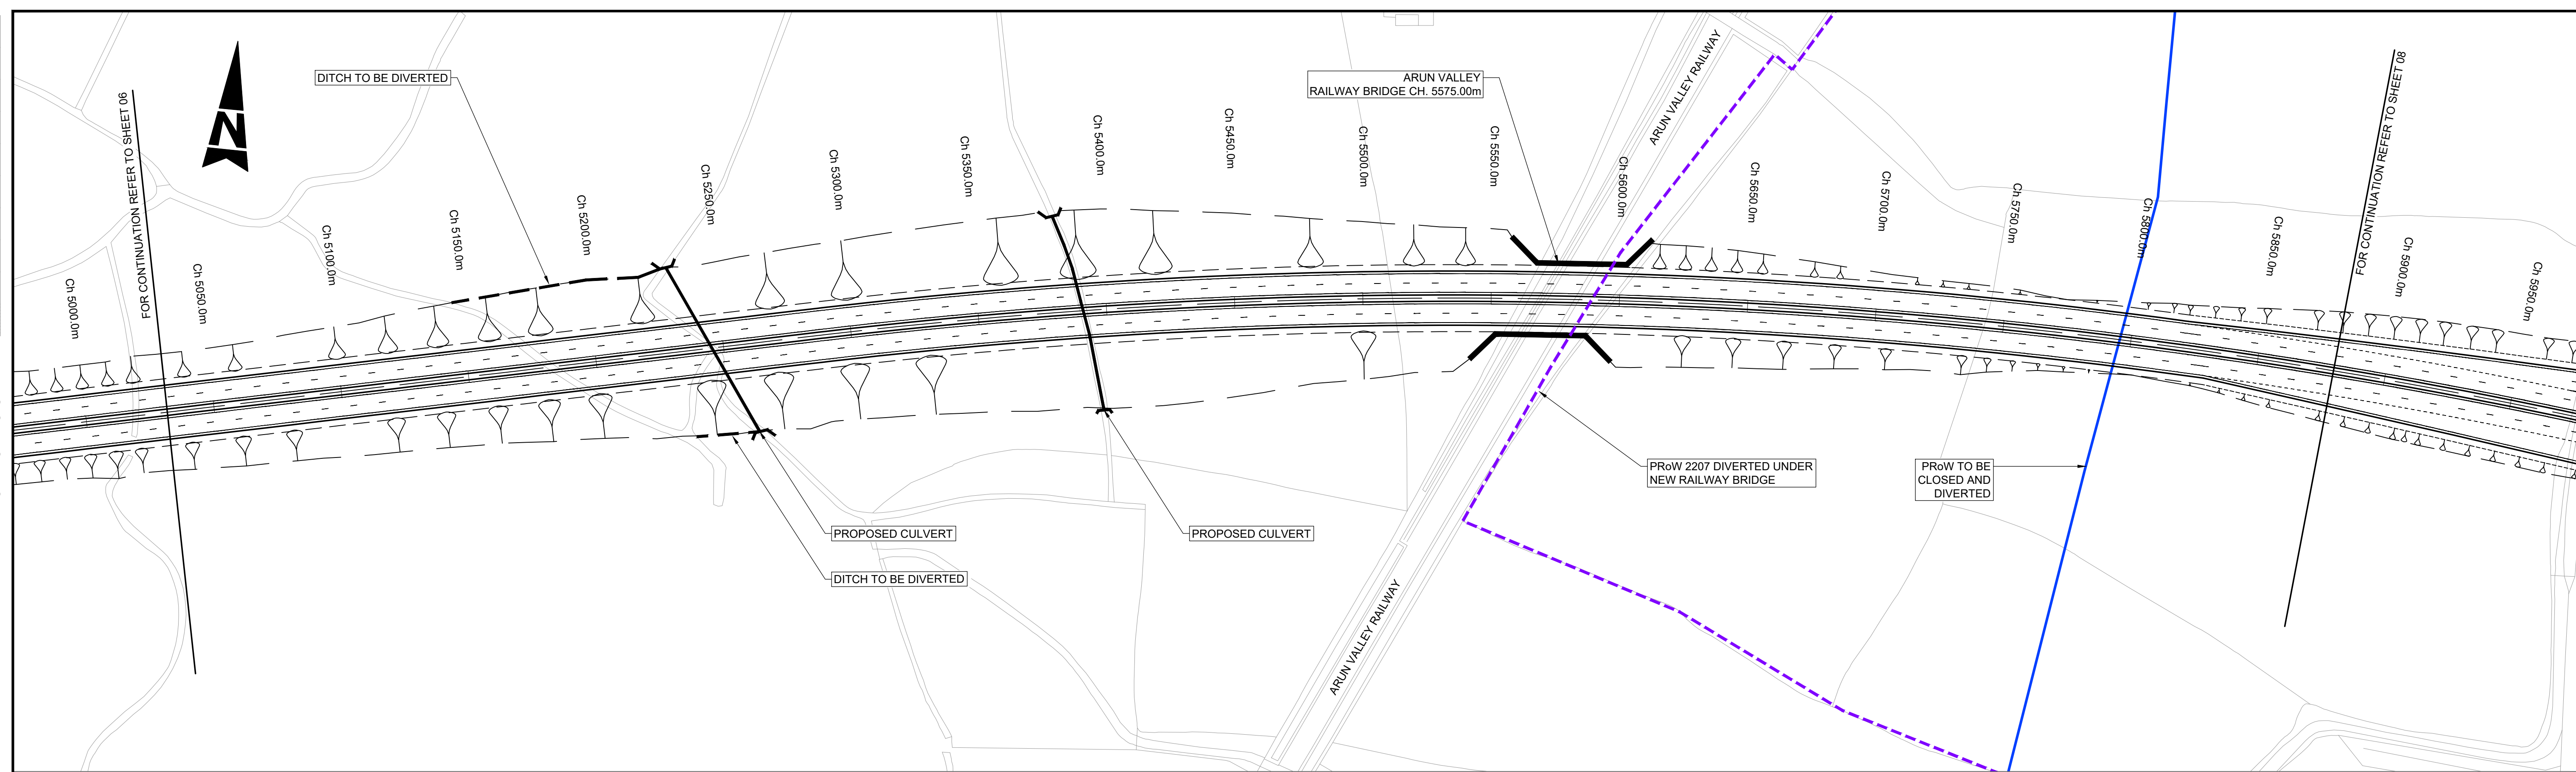 FOR CONTINUATION REFER TO SHEET 06
N
DITCH TO BE DIVERTED
ARUN VALLEY
RAILWAY BRIDGE CH. 5575.00m
ARUN VALLEY RAILWAY
FOR CONTINUATION REFER TO SHEET 08
Ch 5000.0m
Ch 5050.0m
Ch 5100.0m
Ch 5150.0m
Ch 5200.0m
Ch 5250.0m
Ch 5300.0m
Ch 5350.0m
Ch 5400.0m
Ch 5450.0m
Ch 5500.0m
Ch 5550.0m
Ch 5600.0m
Ch 5650.0m
Ch 5700.0m
Ch 5750.0m
Ch 5800.0m
Ch 5850.0m
Ch 5900.0m
Ch 5950.0m
PRoW 2207 DIVERTED UNDER
NEW RAILWAY BRIDGE
PRoW TO BE
CLOSED AND
DIVERTED
PROPOSED CULVERT
PROPOSED CULVERT
DITCH TO BE DIVERTED
ARUN VALLEY RAILWAY